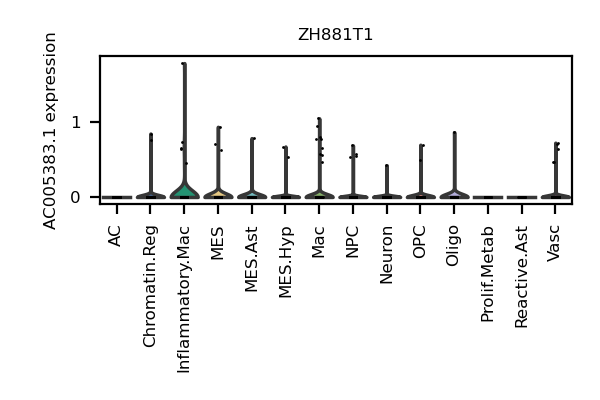 ZH881T1
AC005383.1 expression
1
0
AC
Chromatin.Reg
Inflammatory.Mac
MES
MES.Ast
MES.Hyp
Mac
NPC
Neuron
OPC
Oligo
Prolif.Metab
Reactive.Ast
Vasc